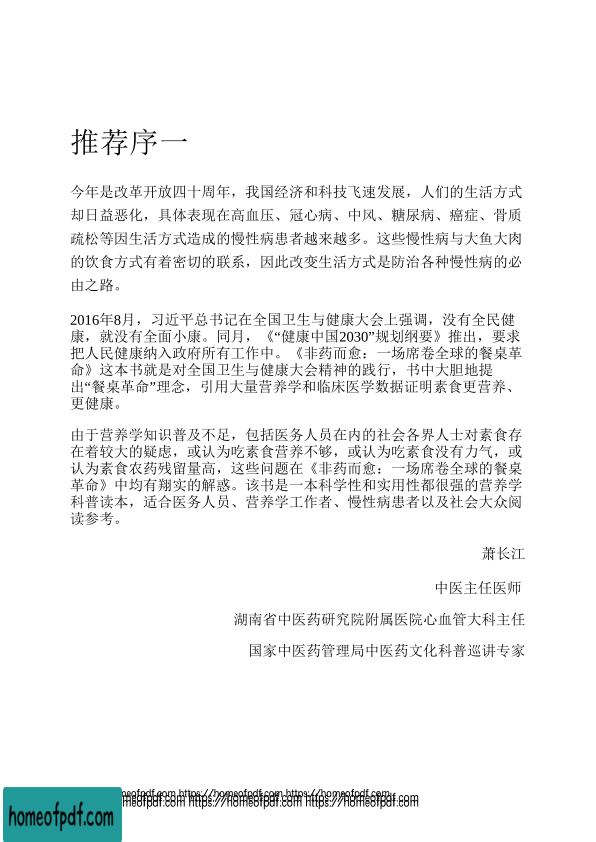 推荐序一
今年是改革开放四十周年，我国经济和科技飞速发展，人们的生活方式
却日益恶化，具体表现在高血压、冠心病、中风、糖尿病、癌症、骨质
疏松等因生活方式造成的慢性病患者越来越多。这些慢性病与大鱼大肉
的饮食方式有着密切的联系，因此改变生活方式是防治各种慢性病的必
由之路。
2016年8月，习近平总书记在全国卫生与健康大会上强调，没有全民健
康，就没有全面小康。同月，《“健康中国2030”规划纲要》推出，要求
把人民健康纳入政府所有工作中。《非药而愈：一场席卷全球的餐桌革
命》这本书就是对全国卫生与健康大会精神的践行，书中大胆地提
出“餐桌革命”理念，引用大量营养学和临床医学数据证明素食更营养、
更健康。
由于营养学知识普及不足，包括医务人员在内的社会各界人士对素食存
在着较大的疑虑，或认为吃素食营养不够，或认为吃素食没有力气，或
认为素食农药残留量高，这些问题在《非药而愈：一场席卷全球的餐桌
革命》中均有翔实的解惑。该书是一本科学性和实用性都很强的营养学
科普读本，适合医务人员、营养学工作者、慢性病患者以及社会大众阅
读参考。
萧长江
中医主任医师
湖南省中医药研究院附属医院心血管大科主任
国家中医药管理局中医药文化科普巡讲专家
homeofpdf.com https://homeofpdf.com https://homeofpdf.com
homeofpdf.com https://homeofpdf.com https://homeofpdf.com
homeofpdf.com